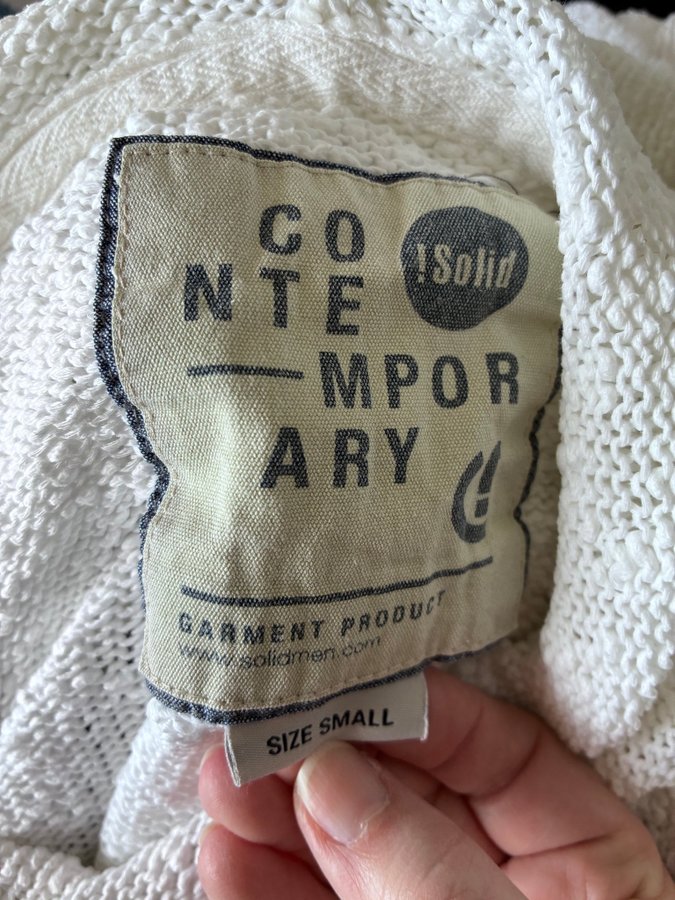 CO
!Solid
NTE
—MPOR
ARY
GARMENT PRODUCT
www.solidmen.com
SIZE SMALL